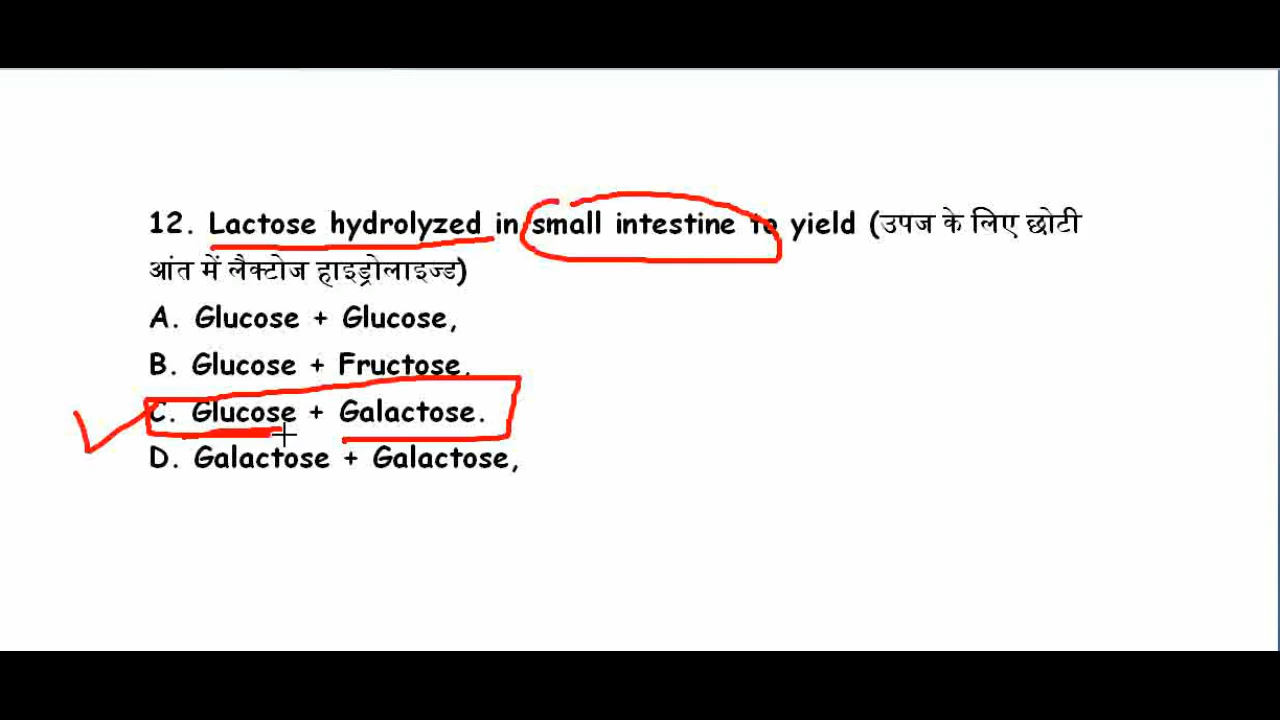 12. Lactose hydrolyzed in small intestine to yield (उपज के लिए छोटी
आंत में लैक्टोज हाइड्रोलाइज्ड)
A. Glucose + Glucose,
B. Glucose + Fructose.
C. Glucose + Galactose.
D. Galactose + Galactose,